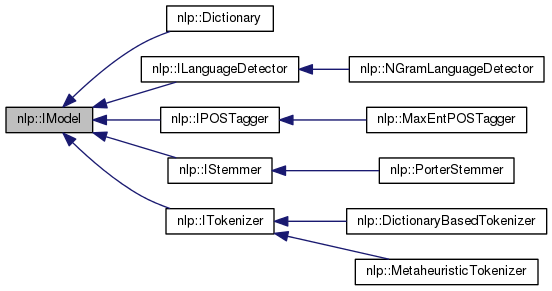 nlp::Dictionary
nlp::ILanguageDetector
nlp::NGramLanguageDetector
nlp::IModel
nlp::IPOSTagger
nlp::MaxEntPOSTagger
nlp::IStemmer
nlp::PorterStemmer
nlp::ITokenizer
nlp::DictionaryBasedTokenizer
nlp::MetaheuristicTokenizer